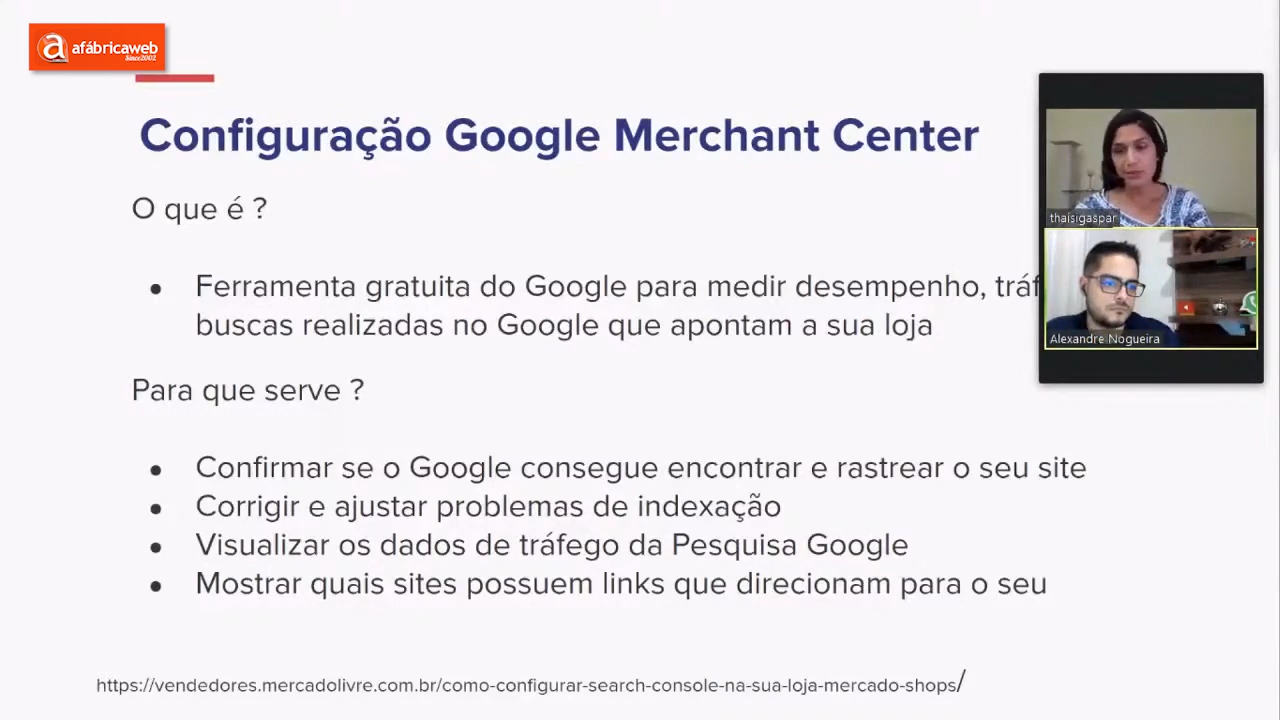 afábricaweb
Since2002
Configuração Google Merchant Center
O que é ?
• Ferramenta gratuita do Google para medir desempenho,
buscas realizadas no Google que apontam a sua loja
Para que serve ?
• Confirmar se o Google consegue encontrar e rastrear o seu site
• Corrigir e ajustar problemas de indexação
• Visualizar os dados de tráfego da Pesquisa Google
• Mostrar quais sites possuem links que direcionam para o seu
https://vendedores.mercadolivre.com.br/como-configurar-search-console-na-sua-loja-mercado-shops/
thaisigaspar
Alexandre Nogueira